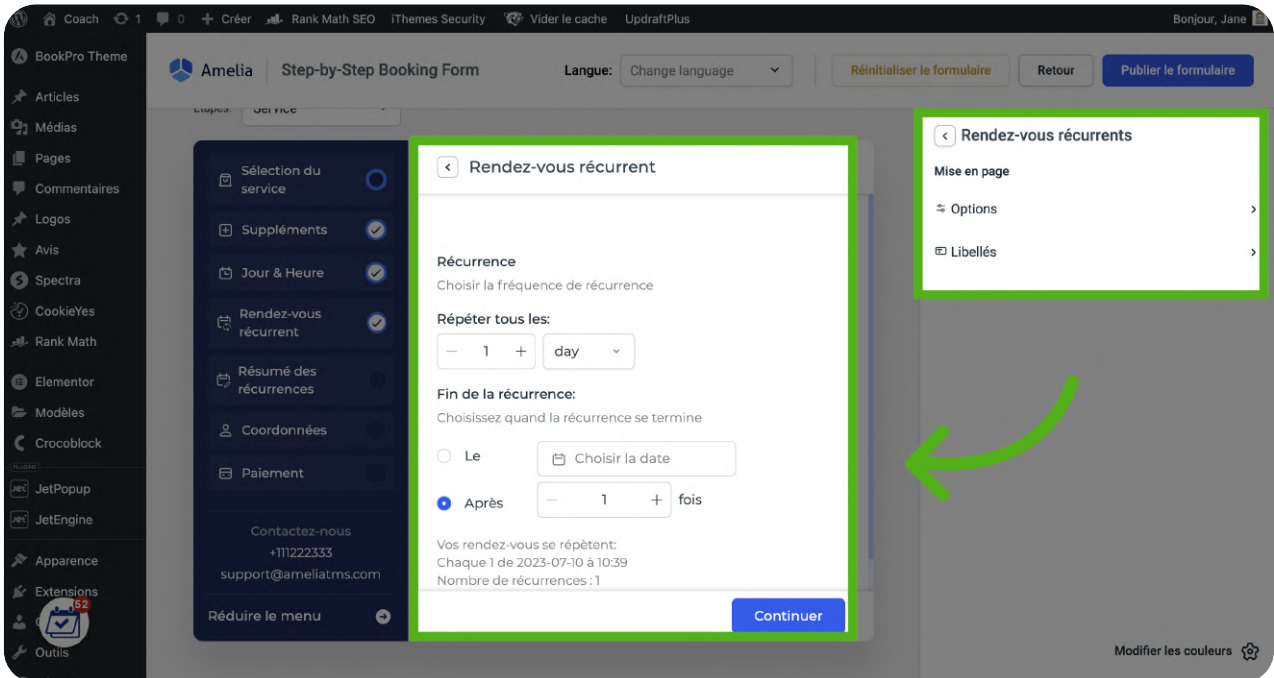 Coach 1 0 + Créer Rank Math SEO iThemes Security Vider le cache UpdraftPlus Bonjour, Jane
BookPro Theme
Articles
Médias
Pages
Commentaires
Logos
Avis
Spectra
CookieYes
Rank Math
Elementor
Modèles
Crocoblock
PLUGINS
JetPopup
JetEngine
Apparence
Extensions
52
Outils
Amelia Step-by-Step Booking Form Langue: Change language Réinitialiser le formulaire Retour Publier le formulaire
Étapes: Service
Sélection du
service
Suppléments
Jour & Heure
Rendez-vous
récurrent
Résumé des
récurrences
Coordonnées
Paiement
Contactez-nous
+111222333
support@ameliatms.com
Réduire le menu
Rendez-vous récurrent
Récurrence
Choisir la fréquence de récurrence
Répéter tous les:
1 + day
Fin de la récurrence:
Choisissez quand la récurrence se termine
Le Choisir la date
Après 1 + fois
Vos rendez-vous se répètent:
Chaque 1 de 2023-07-10 à 10:39
Nombre de récurrences : 1
Continuer
Rendez-vous récurrents
Mise en page
Options
Libellés
Modifier les couleurs